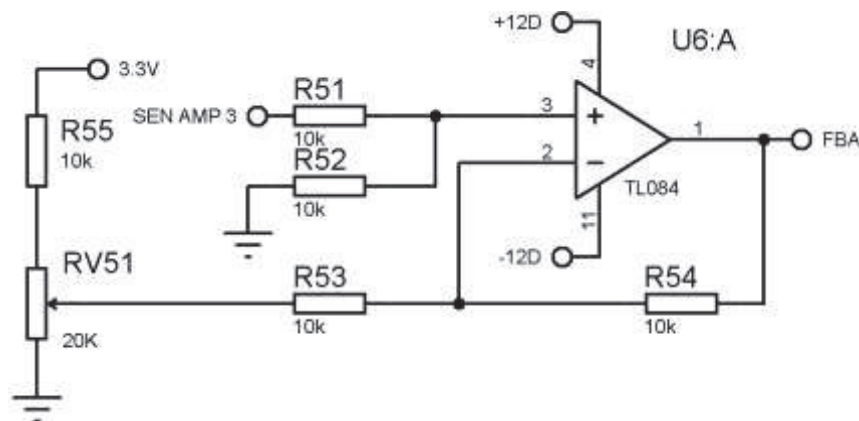 +12D
U6:A
3.3V
4
R51
SEN AMP 3
3
1
FBA
R55
10k
10k
R52
2
TL084
10k
11
-12D
RV51
R53
R54
20K
10k
10k
+
−